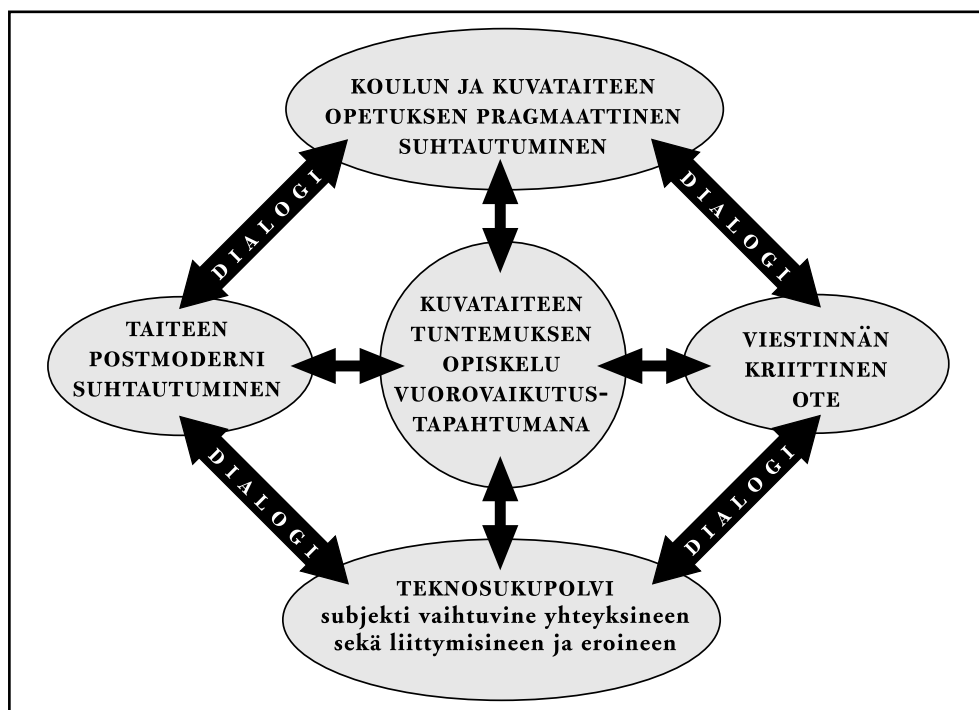 KOULUN JA KUVATAITEEN
OPETUKSEN PRAGMAATTINEN
SUHTAUTUMINEN
DIALOGI
DIALOGI
TAITEEN
POSTMODERNI
SUHTAUTUMINEN
KUVATAITEEN
TUNTEMUKSEN
OPISKELU
VUOROVAIKUTUS-
TAPAHTUMANA
VIESTINNÄN
KRIITTINEN
OTE
DIALOGI
DIALOGI
TEKNOSUKUPOLVI
subjekti vaihtuvine yhteyksineen
sekä liittymisineen ja eroineen